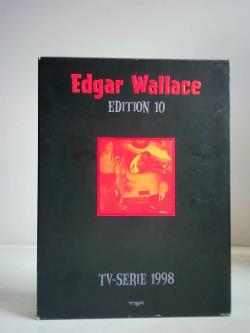 Edgar Wallace
EDITION 10
TV-SERIE 1998